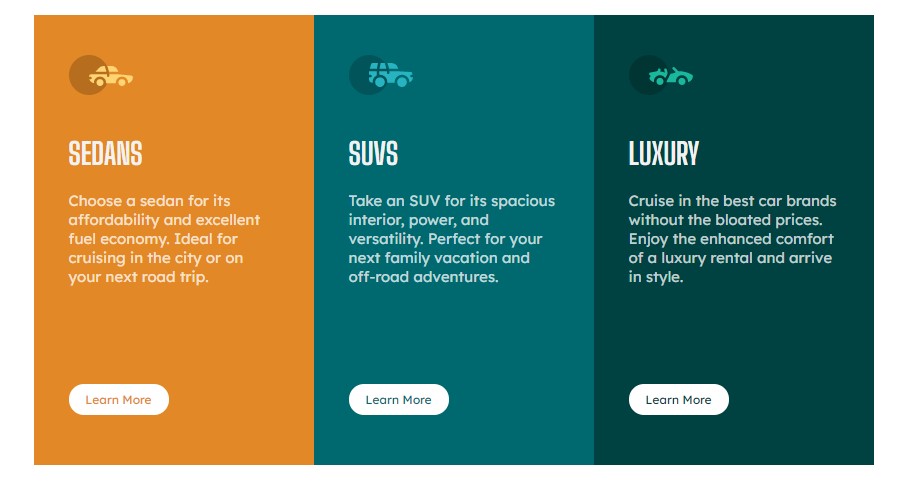 SEDANS
Choose a sedan for its
affordability and excellent
fuel economy. Ideal for
cruising in the city or on
your next road trip.
Learn More
SUVS
Take an SUV for its spacious
interior, power, and
versatility. Perfect for your
next family vacation and
off-road adventures.
Learn More
LUXURY
Cruise in the best car brands
without the bloated prices.
Enjoy the enhanced comfort
of a luxury rental and arrive
in style.
Learn More